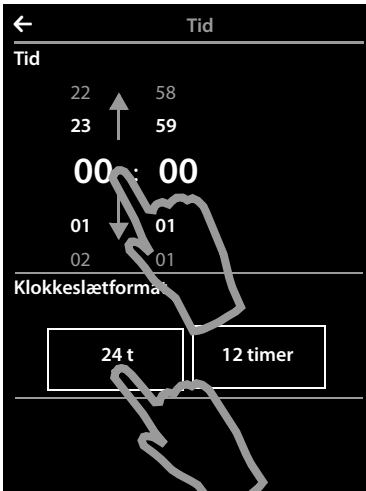 Tid
Tid
22 58
23 59
00 : 00
01 01
02 01
Klokkeslætformat
24 t 12 timer